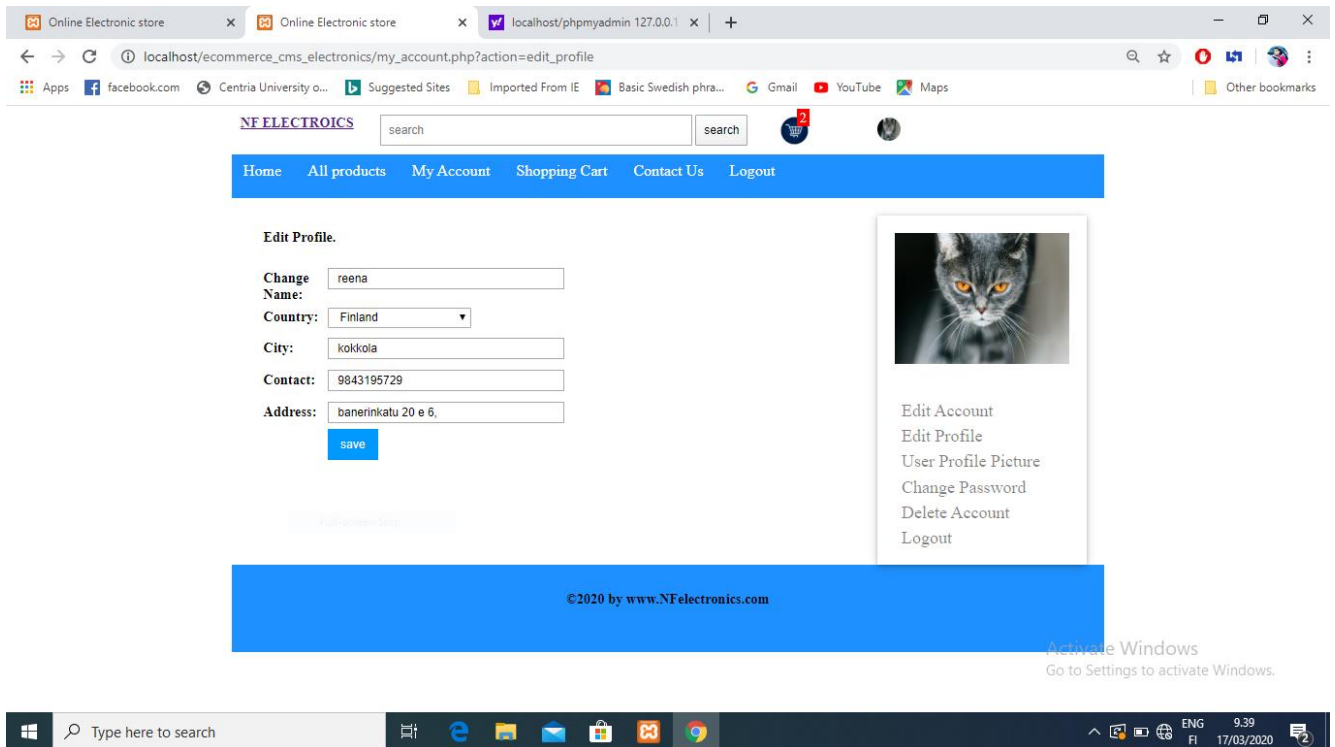 Online Electronic store
Online Electronic store
localhost/phpmyadmin 127.0.0.1
localhost/ecommerce_cms_electronics/my_account.php?action=edit_profile
Apps facebook.com Centria University o... Suggested Sites Imported From IE Basic Swedish phra... Gmail YouTube Maps Other bookmarks
NF ELECTROICS search search 2
Home All products My Account Shopping Cart Contact Us Logout
Edit Profile.
Change Name: reena
Country: Finland
City: kokkola
Contact: 9843195729
Address: banerinkatu 20 e 6,
save
Edit Account
Edit Profile
User Profile Picture
Change Password
Delete Account
Logout
©2020 by www.NFelectronics.com
Activate Windows
Go to Settings to activate Windows.
Type here to search
ENG 9.39
FI 17/03/2020 2